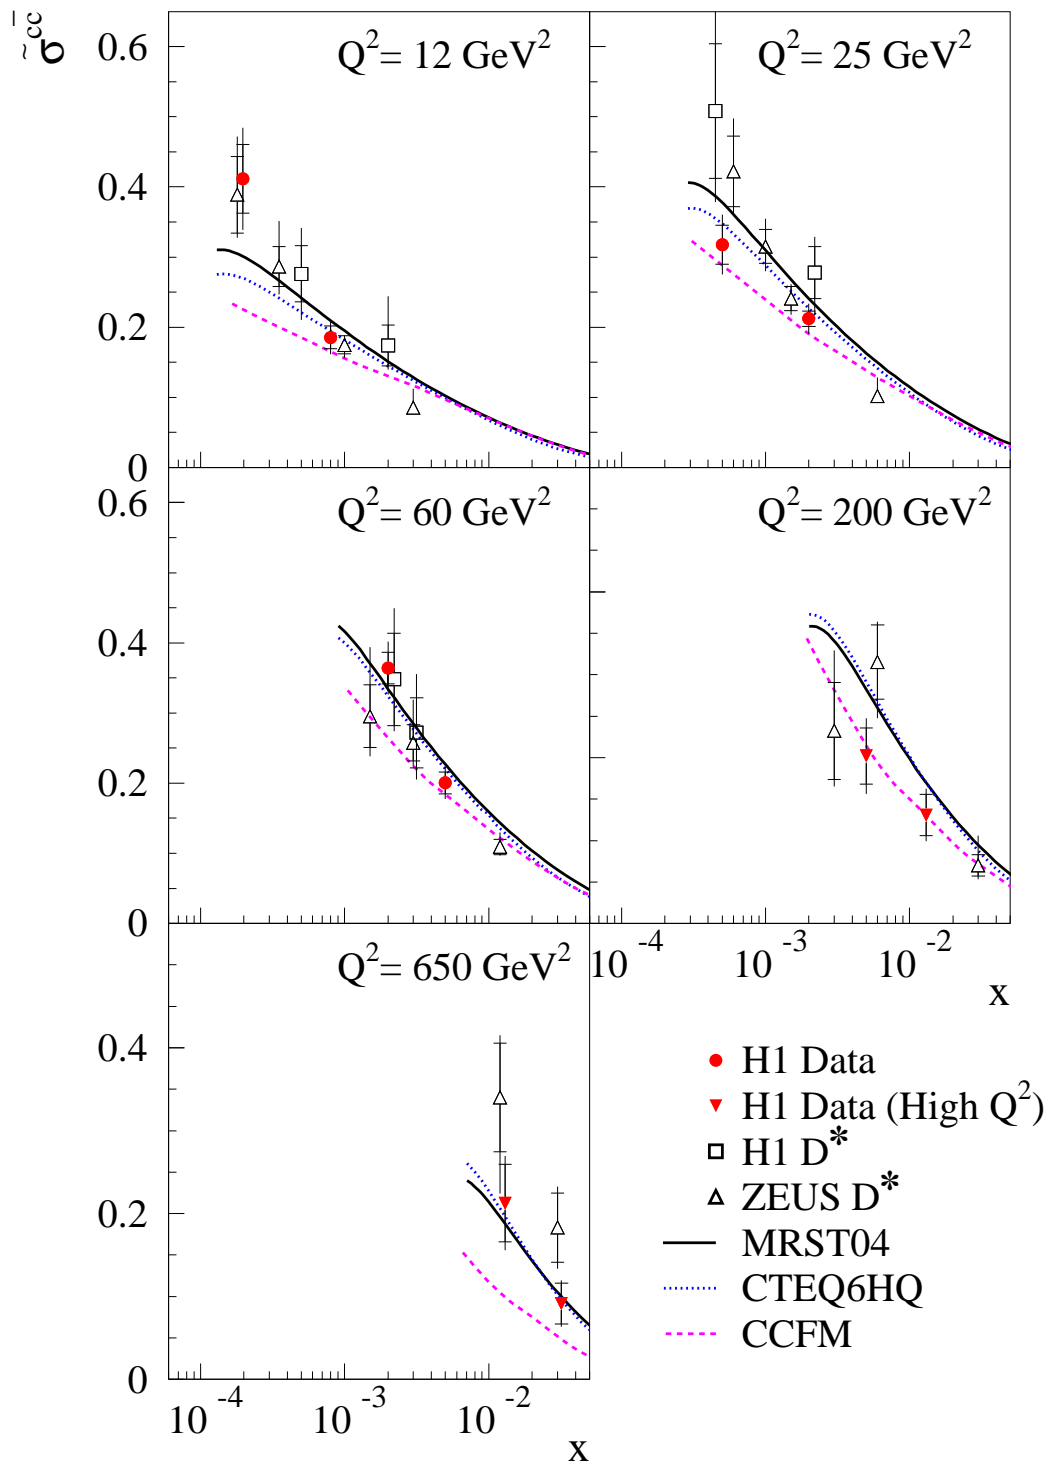 σ̃^cc̄
Q²= 12 GeV²
Q²= 25 GeV²
0.6
0.4
0.2
0
Q²= 60 GeV²
Q²= 200 GeV²
0.6
0.4
0.2
0
10⁻⁴ 10⁻³ 10⁻²
x
Q²= 650 GeV²
0.4
0.2
0
10⁻⁴ 10⁻³ 10⁻²
x
H1 Data
H1 Data (High Q²)
H1 D*
ZEUS D*
MRST04
CTEQ6HQ
CCFM